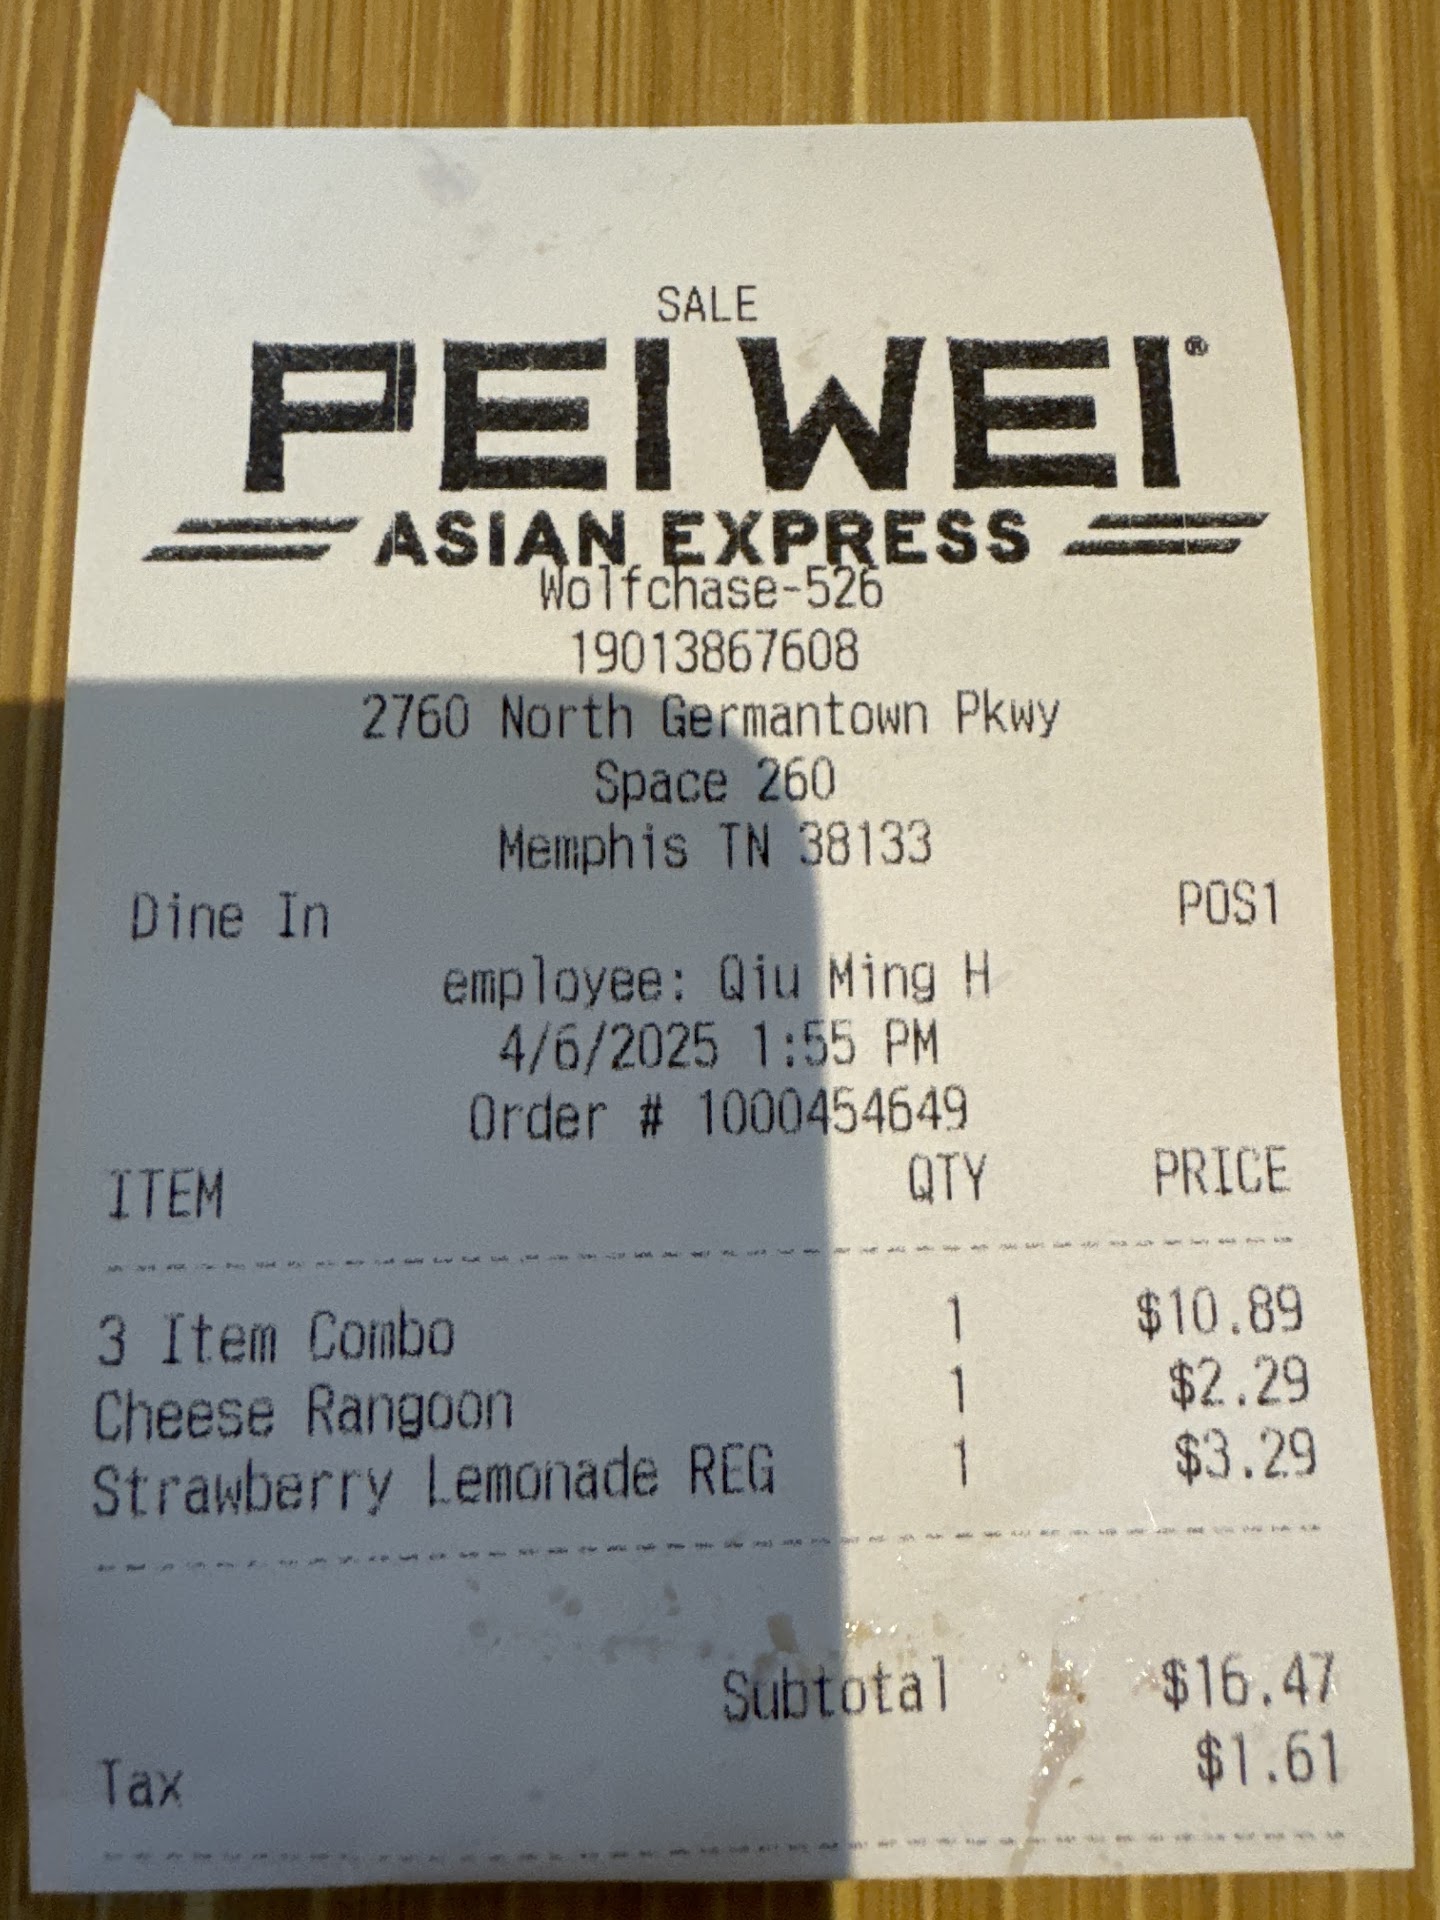 SALE
PEI WEI®
ASIAN EXPRESS
Wolfchase-526
19013867608
2760 North Germantown Pkwy
Space 260
Memphis TN 38133
Dine In POS1
employee: Qiu Ming H
4/6/2025 1:55 PM
Order # 1000454649
ITEM QTY PRICE
3 Item Combo 1 $10.89
Cheese Rangoon 1 $2.29
Strawberry Lemonade REG 1 $3.29
Subtotal $16.47
Tax $1.61